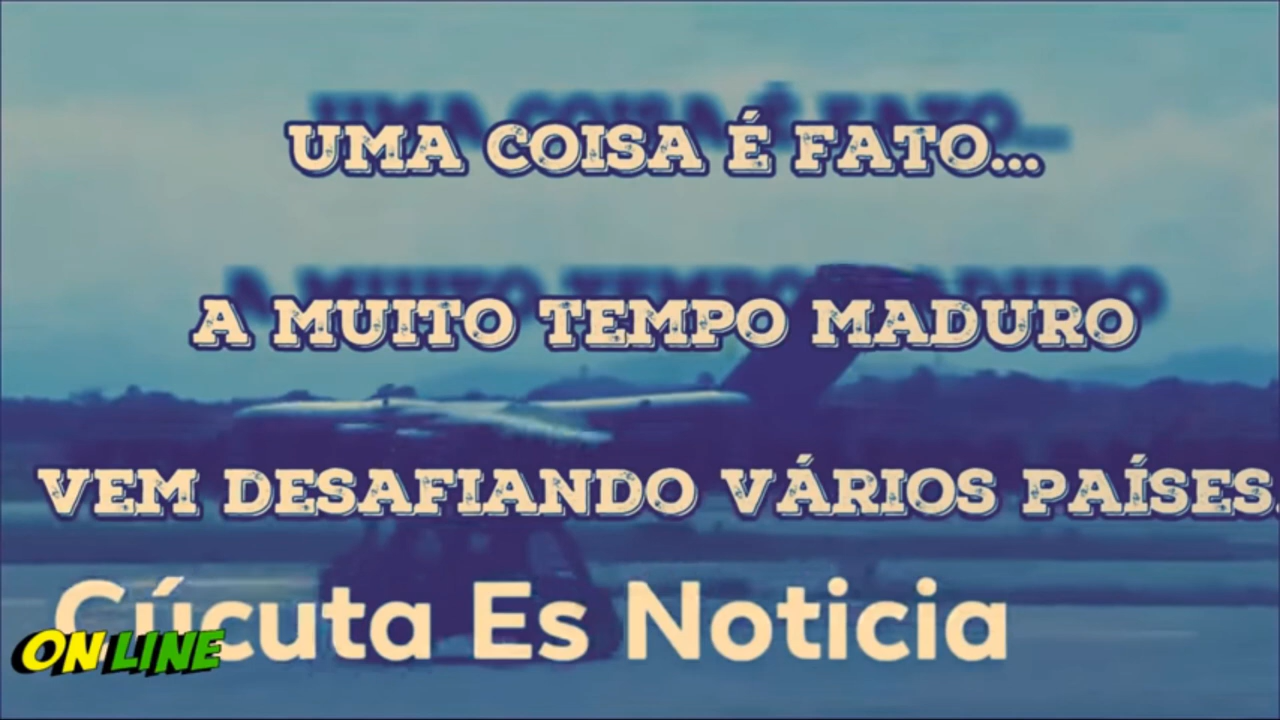 UMA COISA É FATO...
A MUITO TEMPO MADURO
VEM DESAFIANDO VÁRIOS PAÍSES.
Cúcuta Es Noticia
ON LINE